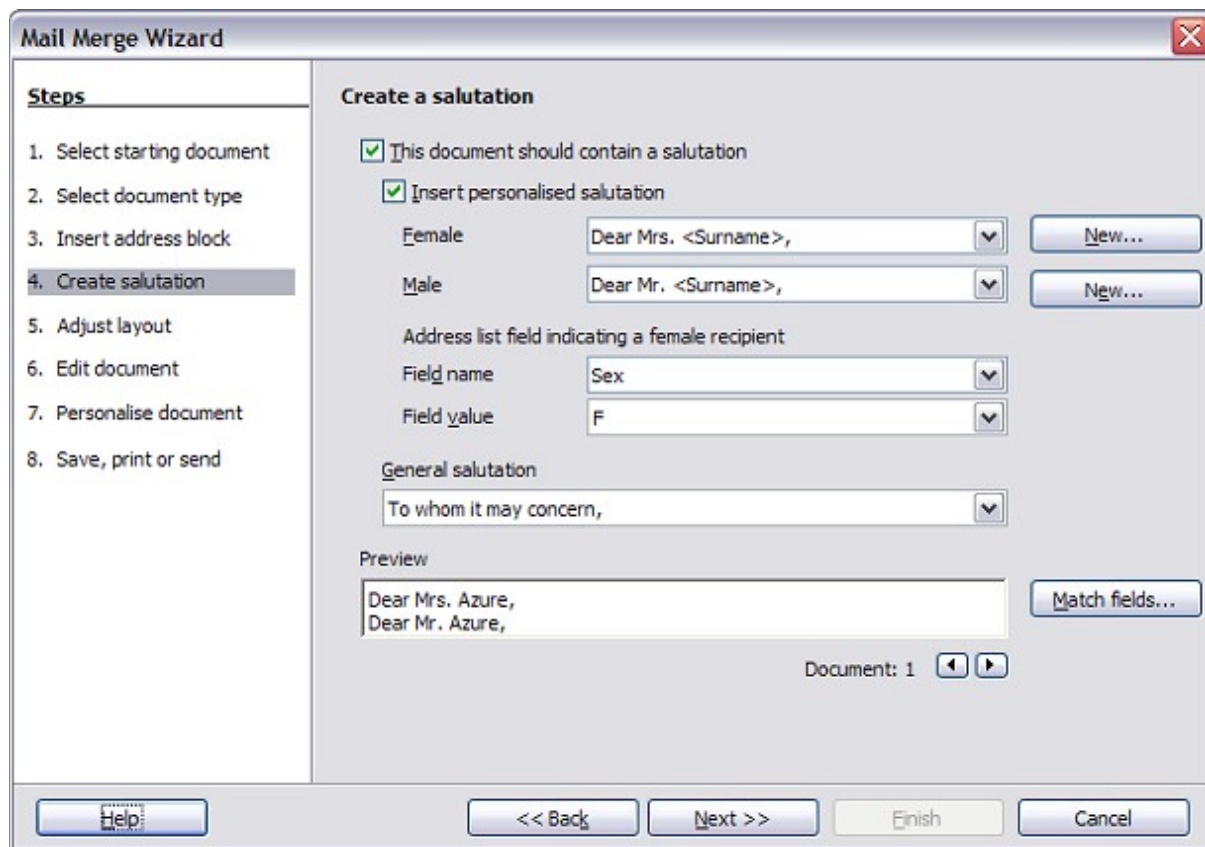 Mail Merge Wizard
Steps
1. Select starting document
2. Select document type
3. Insert address block
4. Create salutation
5. Adjust layout
6. Edit document
7. Personalise document
8. Save, print or send
Create a salutation
This document should contain a salutation
Insert personalised salutation
Female Dear Mrs. <Surname>, New...
Male Dear Mr. <Surname>, New...
Address list field indicating a female recipient
Field name Sex
Field value F
General salutation
To whom it may concern,
Preview
Dear Mrs. Azure,
Dear Mr. Azure,
Match fields...
Document: 1
Help << Back Next >> Finish Cancel